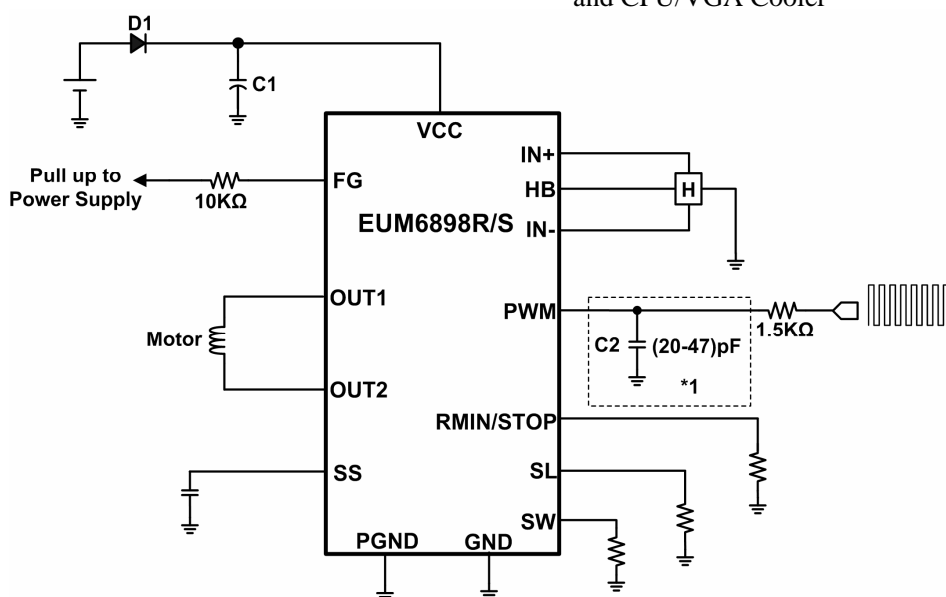 and CPU/VGA Cooler
D1
C1
VCC
IN+
HB
H
IN-
Pull up to
Power Supply
10KΩ
FG
EUM6898R/S
OUT1
PWM
1.5KΩ
Motor
C2
(20-47)pF
*1
OUT2
RMIN/STOP
SS
SL
SW
PGND
GND